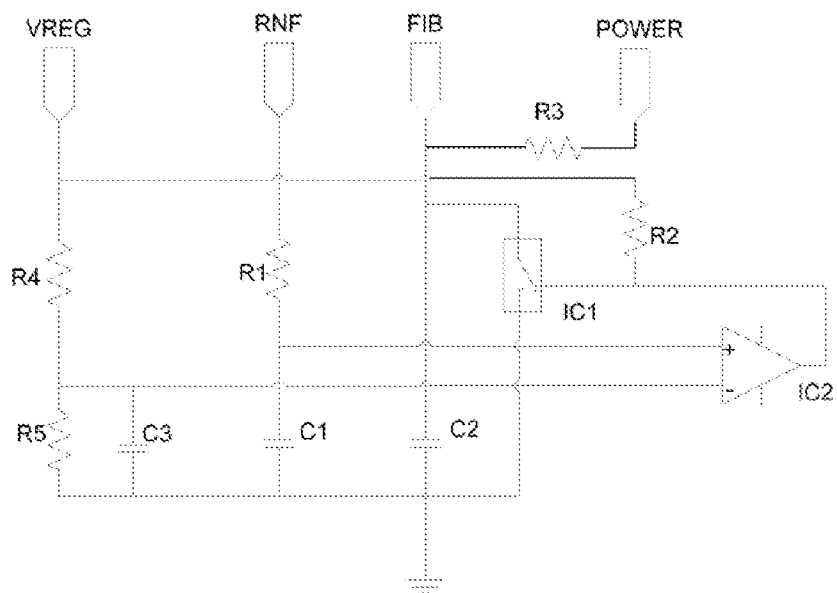 VREG
RNF
FIB
POWER
R3
R4
R1
R2
IC1
+
-
IC2
R5
C3
C1
C2